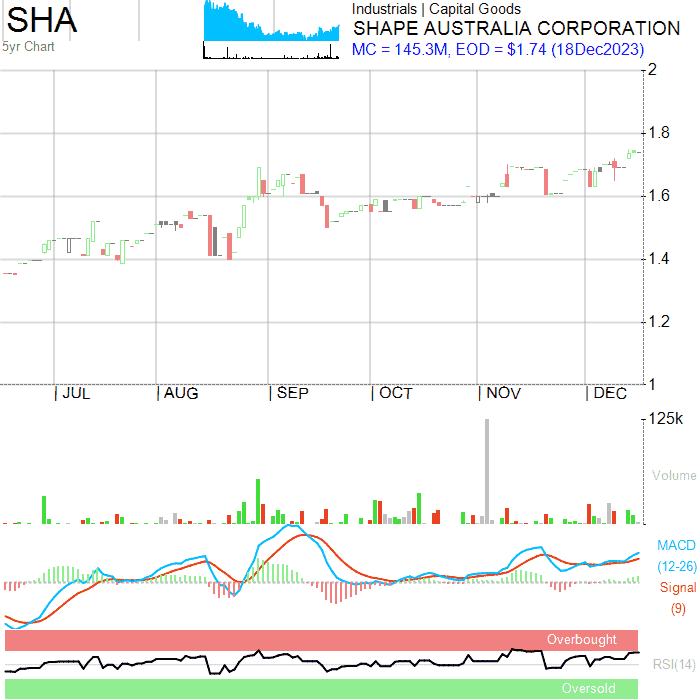 SHA
5yr Chart
Industrials | Capital Goods
SHAPE AUSTRALIA CORPORATION
MC = 145.3M, EOD = $1.74 (18Dec2023)
2
1.8
1.6
1.4
1.2
1
| JUL | AUG | SEP | OCT | NOV | DEC
125k
Volume
MACD
(12-26)
Signal
(9)
Overbought
RSI(14)
Oversold